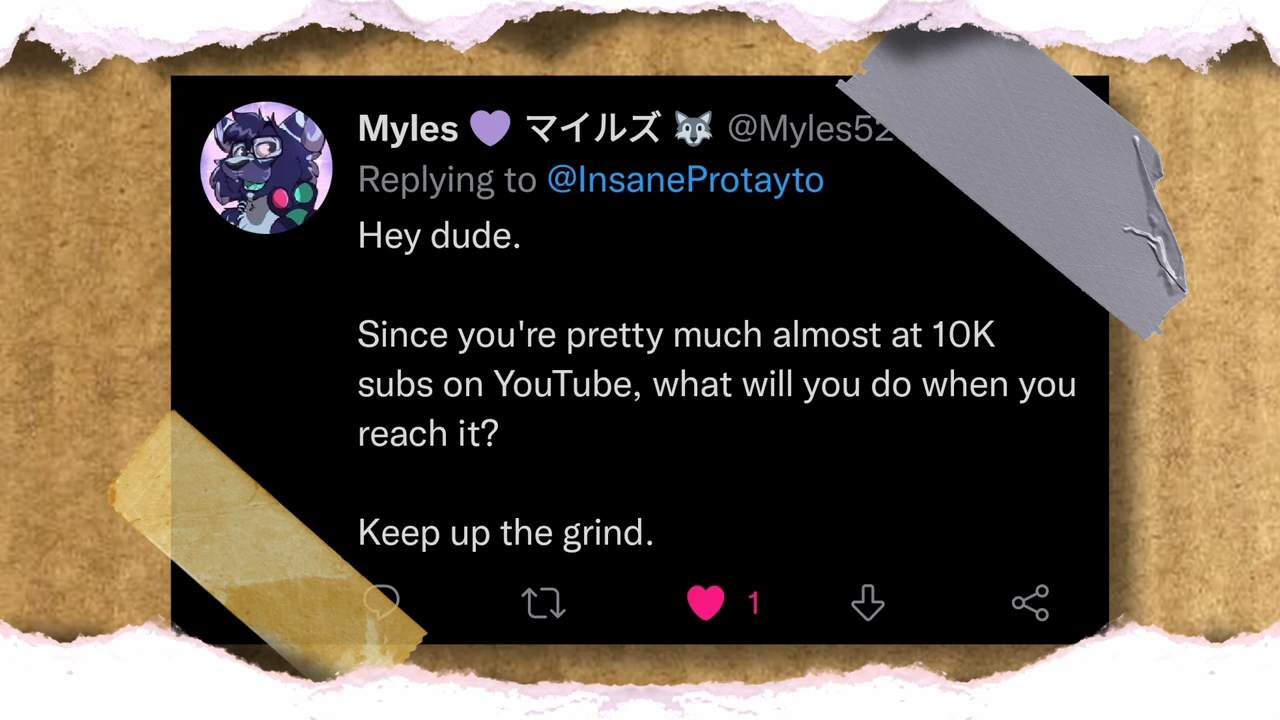 Myles 💜 マイルズ 🐺 @Myles52
Replying to @InsaneProtayto
Hey dude.
Since you're pretty much almost at 10K
subs on YouTube, what will you do when you
reach it?
Keep up the grind.
1